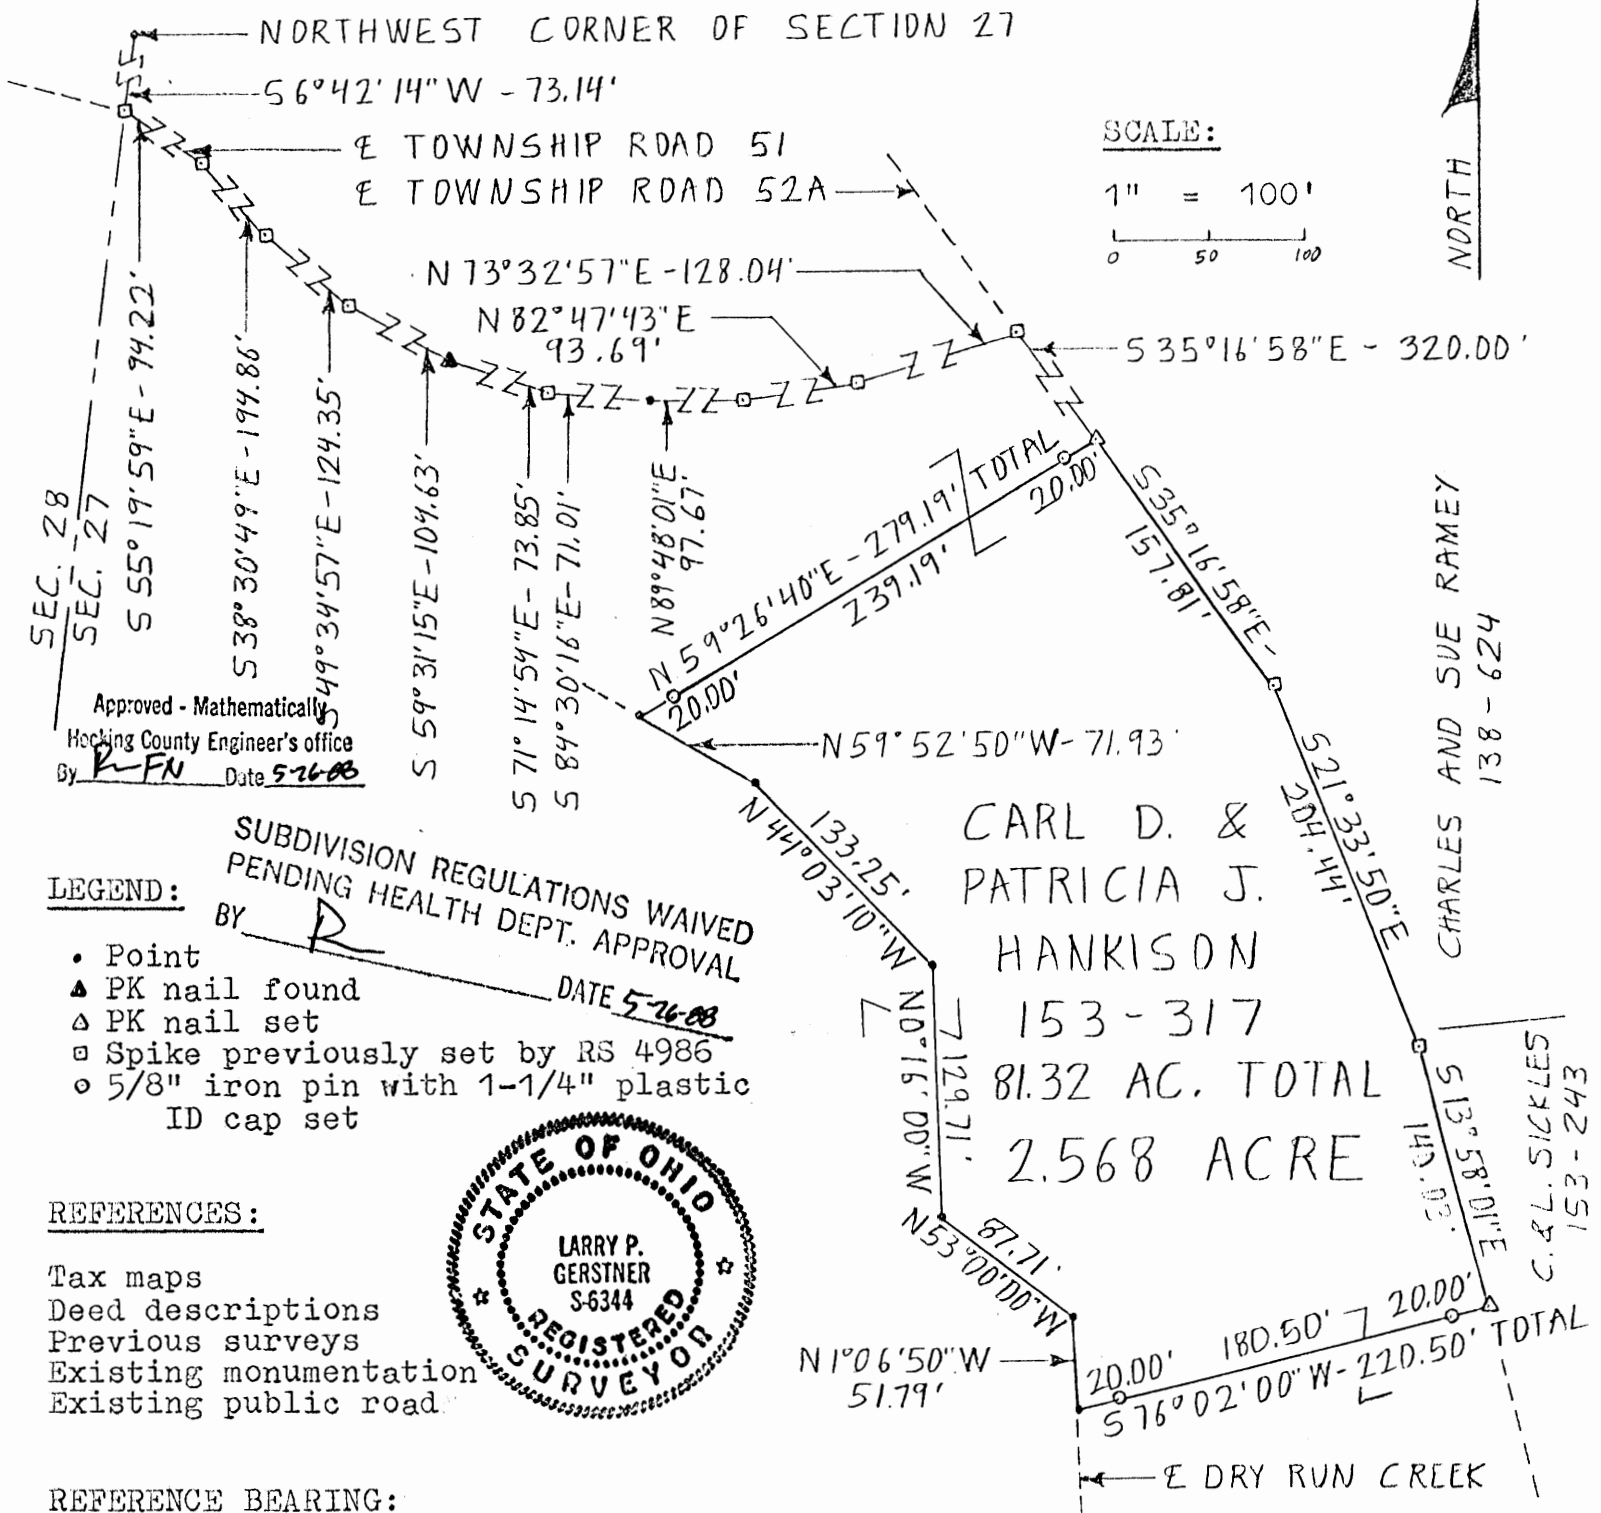 NORTHWEST CORNER OF SECTION 27
S 6°42'14"W - 73.14'
℄ TOWNSHIP ROAD 51
℄ TOWNSHIP ROAD 52A
SCALE:
1" = 100'
0 50 100
NORTH
N 73°32'57"E - 128.04'
N 82°47'43"E
93.69'
S 35°16'58"E - 320.00'
SEC. 28
SEC. 27
S 55°19'59"E - 94.22'
S 38°30'49"E - 194.86'
S 49°34'57"E - 124.35'
S 59°31'15"E - 109.63'
S 71°14'54"E - 73.85'
S 84°30'16"E - 71.01'
N 89°48'01"E
97.67'
N 59°26'40"E - 279.19' TOTAL
20.00'
239.19'
20.00'
S 35°16'58"E -
157.81'
CHARLES AND SUE RAMEY
138 - 624
Approved - Mathematically
Hocking County Engineer's office
By Date 5-26-88
N 59°52'50"W - 71.93'
N 44°03'10"W
133.25'
S 21°33'50"E
204.44'
SUBDIVISION REGULATIONS WAIVED
PENDING HEALTH DEPT. APPROVAL
BY R
DATE 5-26-88
CARL D. &
PATRICIA J.
HANKISON
153 - 317
81.32 AC. TOTAL
2.568 ACRE
LEGEND:
Point
PK nail found
PK nail set
Spike previously set by RS 4986
5/8" iron pin with 1-1/4" plastic
ID cap set
N 0°16'00"W
129.71'
S 13°58'01"E
140.03'
C. & L. SICKLES
153 - 243
N 53°00'00"W
87.71'
REFERENCES:
Tax maps
Deed descriptions
Previous surveys
Existing monumentation
Existing public road
STATE OF OHIO
LARRY P.
GERSTNER
S-6344
REGISTERED
SURVEYOR
N 1°06'50"W
51.79'
20.00' 180.50' 20.00'
S 76°02'00"W - 220.50' TOTAL
℄ DRY RUN CREEK
REFERENCE BEARING: